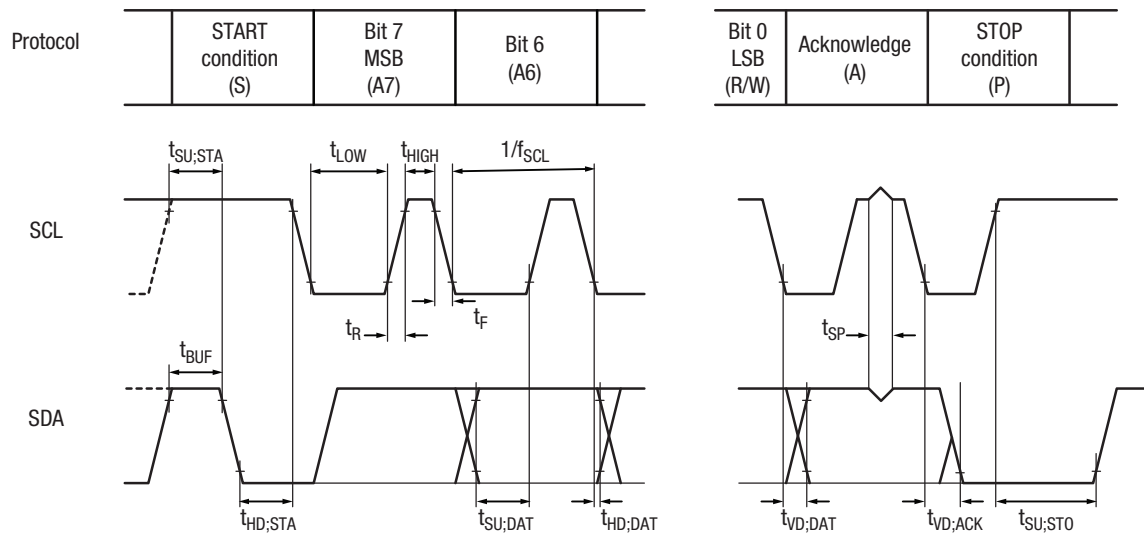 Protocol
START
condition
(S)
Bit 7
MSB
(A7)
Bit 6
(A6)
Bit 0
LSB
(R/W)
Acknowledge
(A)
STOP
condition
(P)
tSU;STA
tLOW
tHIGH
1/fSCL
SCL
tR
tF
tSP
tBUF
SDA
tHD;STA
tSU;DAT
tHD;DAT
tVD;DAT
tVD;ACK
tSU;STO